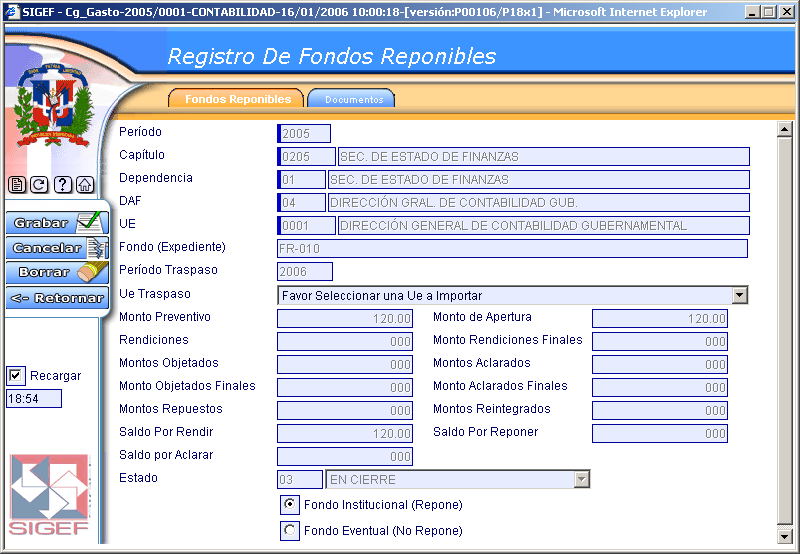 SIGEF - Cg_Gasto-2005/0001-CONTABILIDAD-16/01/2006 10:00:18-[versión:P00106/P18x1] - Microsoft Internet Explorer
Registro De Fondos Reponibles
Fondos Reponibles Documentos
Período 2005
Capítulo 0205 SEC. DE ESTADO DE FINANZAS
Dependencia 01 SEC. DE ESTADO DE FINANZAS
DAF 04 DIRECCIÓN GRAL. DE CONTABILIDAD GUB.
UE 0001 DIRECCIÓN GENERAL DE CONTABILIDAD GUBERNAMENTAL
Fondo (Expediente) FR-010
Período Traspaso 2006
Ue Traspaso Favor Seleccionar una Ue a Importar
Monto Preventivo 120.00 Monto de Apertura 120.00
Rendiciones 000 Monto Rendiciones Finales 000
Montos Objetados 000 Montos Aclarados 000
Monto Objetados Finales 000 Monto Aclarados Finales 000
Montos Repuestos 000 Montos Reintegrados 000
Saldo Por Rendir 120.00 Saldo Por Reponer 000
Saldo por Aclarar 000
Estado 03 EN CIERRE
Fondo Institucional (Repone)
Fondo Eventual (No Repone)
Grabar
Cancelar
Borrar
<- Retornar
Recargar
18:54
SIGEF